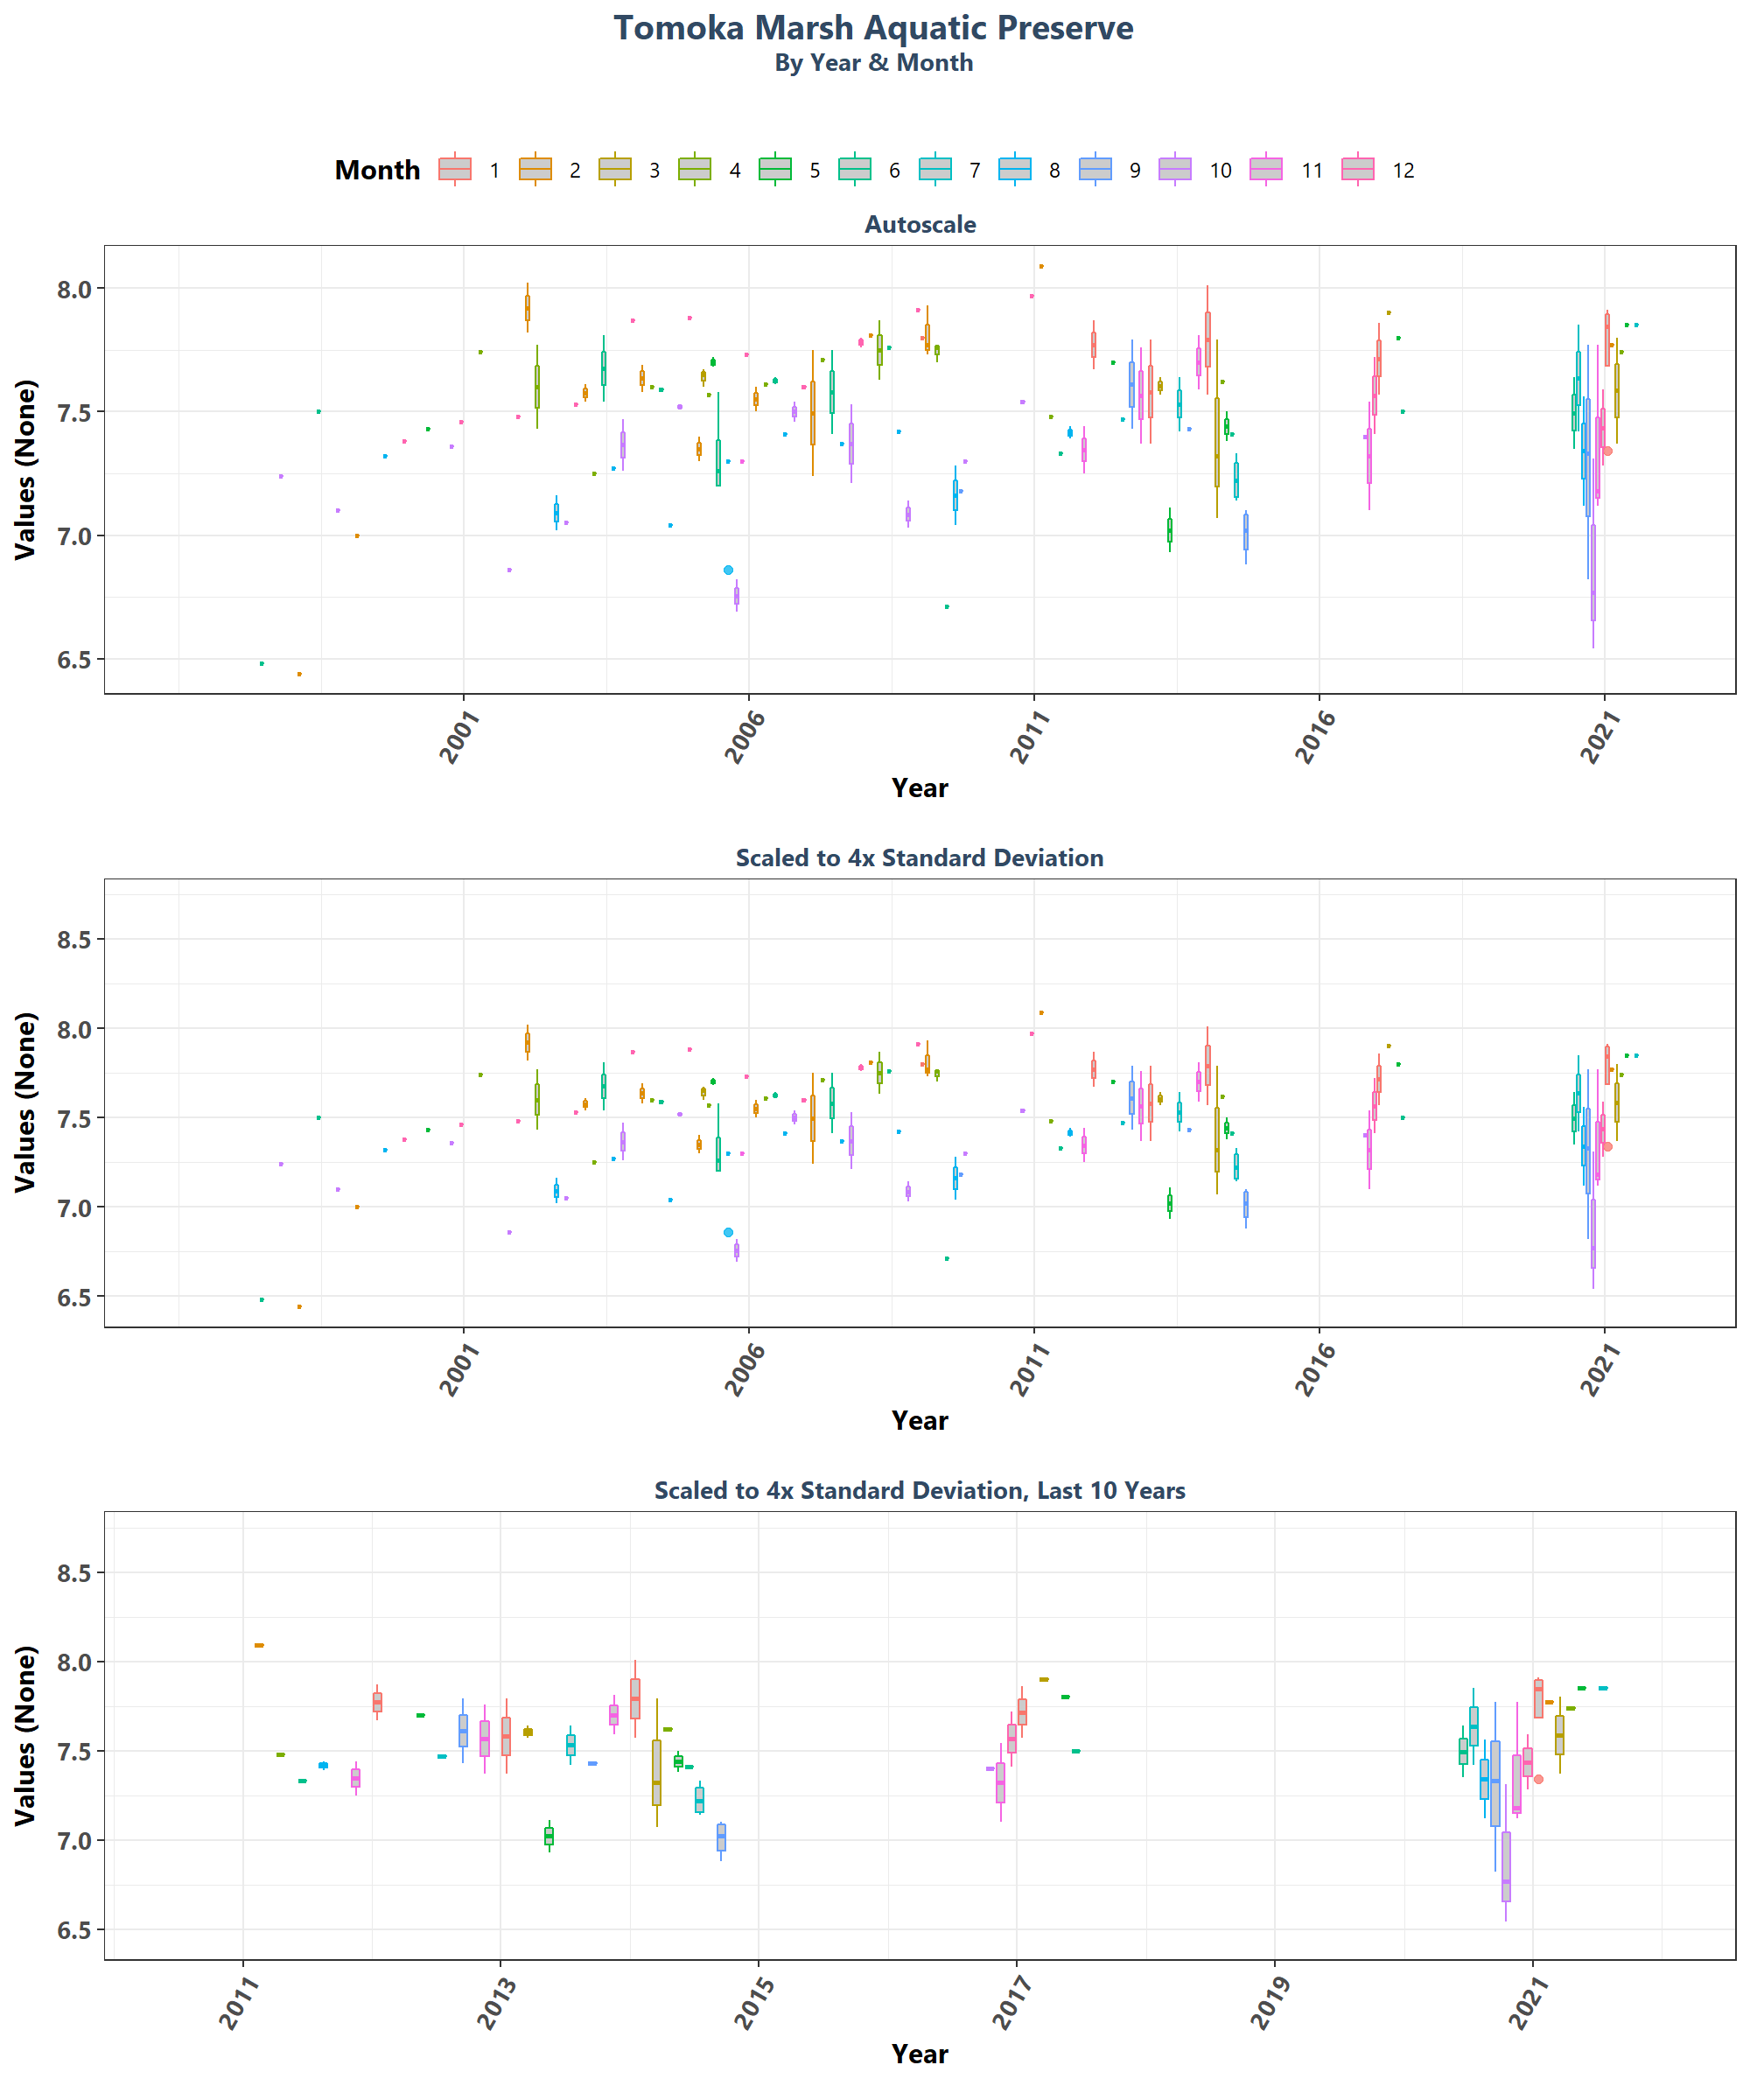 Tomoka Marsh Aquatic Preserve
By Year & Month
Month 1 2 3 4 5 6 7 8 9 10 11 12
Autoscale
Values (None)
8.0
7.5
7.0
6.5
2001 2006 2011 2016 2021
Year
Scaled to 4x Standard Deviation
Values (None)
8.5
8.0
7.5
7.0
6.5
2001 2006 2011 2016 2021
Year
Scaled to 4x Standard Deviation, Last 10 Years
Values (None)
8.5
8.0
7.5
7.0
6.5
2011 2013 2015 2017 2019 2021
Year